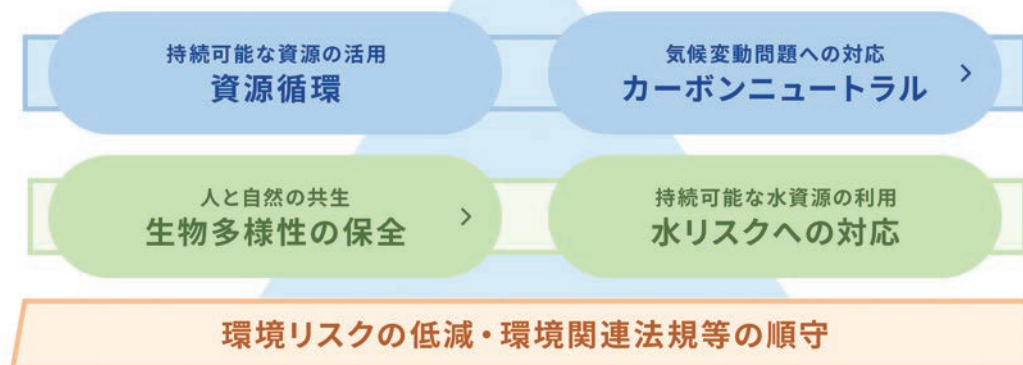 持続可能な資源の活用
資源循環
気候変動問題への対応
カーボンニュートラル
人と自然の共生
生物多様性の保全
持続可能な水資源の利用
水リスクへの対応
環境リスクの低減・環境関連法規等の順守